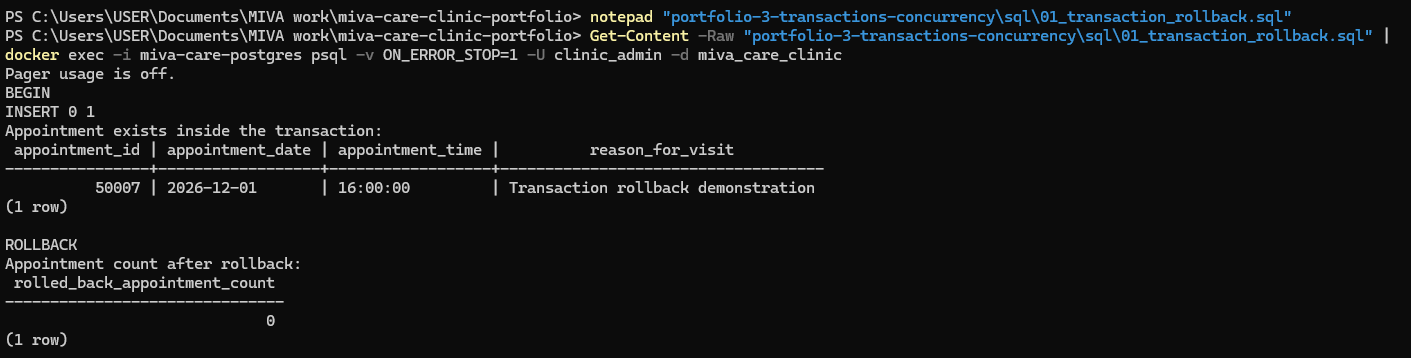 PS C:\Users\USER\Documents\MIVA work\miva-care-clinic-portfolio> notepad "portfolio-3-transactions-concurrency\sql\01_transaction_rollback.sql"
PS C:\Users\USER\Documents\MIVA work\miva-care-clinic-portfolio> Get-Content -Raw "portfolio-3-transactions-concurrency\sql\01_transaction_rollback.sql" |
docker exec -i miva-care-postgres psql -v ON_ERROR_STOP=1 -U clinic_admin -d miva_care_clinic
Pager usage is off.
BEGIN
INSERT 0 1
Appointment exists inside the transaction:
 appointment_id | appointment_date | appointment_time |          reason_for_visit
----------------+------------------+------------------+------------------------------------
          50007 | 2026-12-01       | 16:00:00         | Transaction rollback demonstration
(1 row)

ROLLBACK
Appointment count after rollback:
 rolled_back_appointment_count
-------------------------------
                             0
(1 row)